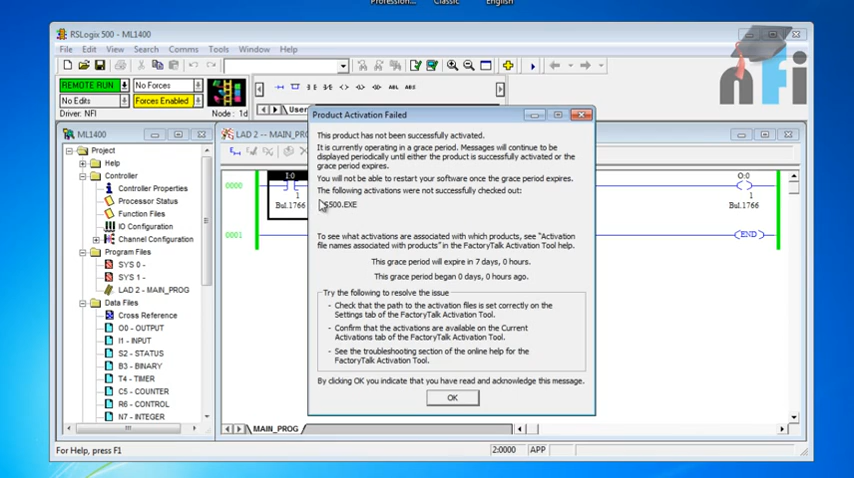 Profession...
Classic
English
RSLogix 500 - ML1400
File Edit View Search Comms Tools Window Help
REMOTE RUN
No Forces
No Edits
Forces Enabled
Driver: NFI
Node : 1d
User
nfi
ML1400
Project
Help
Controller
Controller Properties
Processor Status
Function Files
IO Configuration
Channel Configuration
Program Files
SYS 0 -
SYS 1 -
LAD 2 - MAIN_PROG
Data Files
Cross Reference
O0 - OUTPUT
I1 - INPUT
S2 - STATUS
B3 - BINARY
T4 - TIMER
C5 - COUNTER
R6 - CONTROL
N7 - INTEGER
LAD 2 -- MAIN_PRO
0000
I:0
1
Bul.1766
O:0
1
Bul.1766
0001
END
Product Activation Failed
This product has not been successfully activated.
It is currently operating in a grace period. Messages will continue to be
displayed periodically until either the product is successfully activated or the
grace period expires.
You will not be able to restart your software once the grace period expires.
The following activations were not successfully checked out:
S500.EXE
To see what activations are associated with which products, see "Activation
file names associated with products" in the FactoryTalk Activation Tool help.
This grace period will expire in 7 days, 0 hours.
This grace period began 0 days, 0 hours ago.
Try the following to resolve the issue
- Check that the path to the activation files is set correctly on the
Settings tab of the FactoryTalk Activation Tool.
- Confirm that the activations are available on the Current
Activations tab of the FactoryTalk Activation Tool.
- See the troubleshooting section of the online help for the
FactoryTalk Activation Tool.
By clicking OK you indicate that you have read and acknowledge this message.
OK
MAIN_PROG
For Help, press F1
2:0000
APP